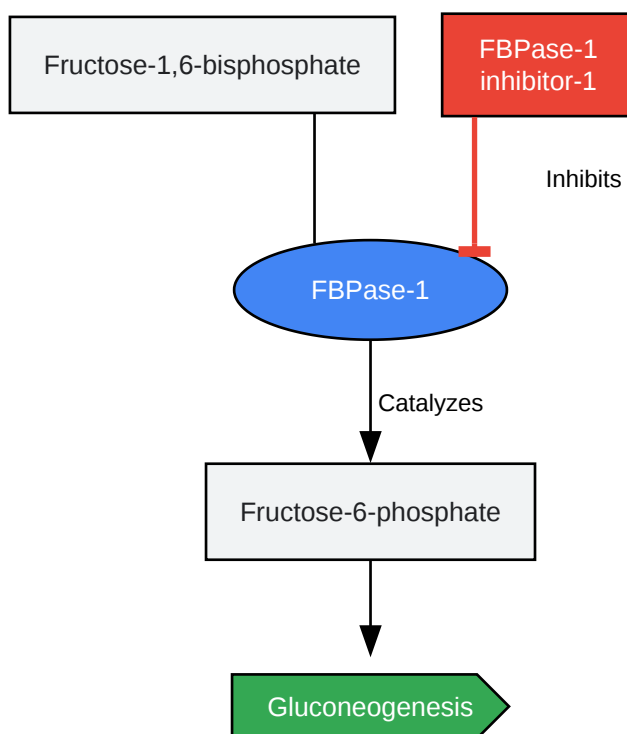 Fructose-1,6-bisphosphate
FBPase-1
inhibitor-1
Inhibits
FBPase-1
Catalyzes
Fructose-6-phosphate
Gluconeogenesis